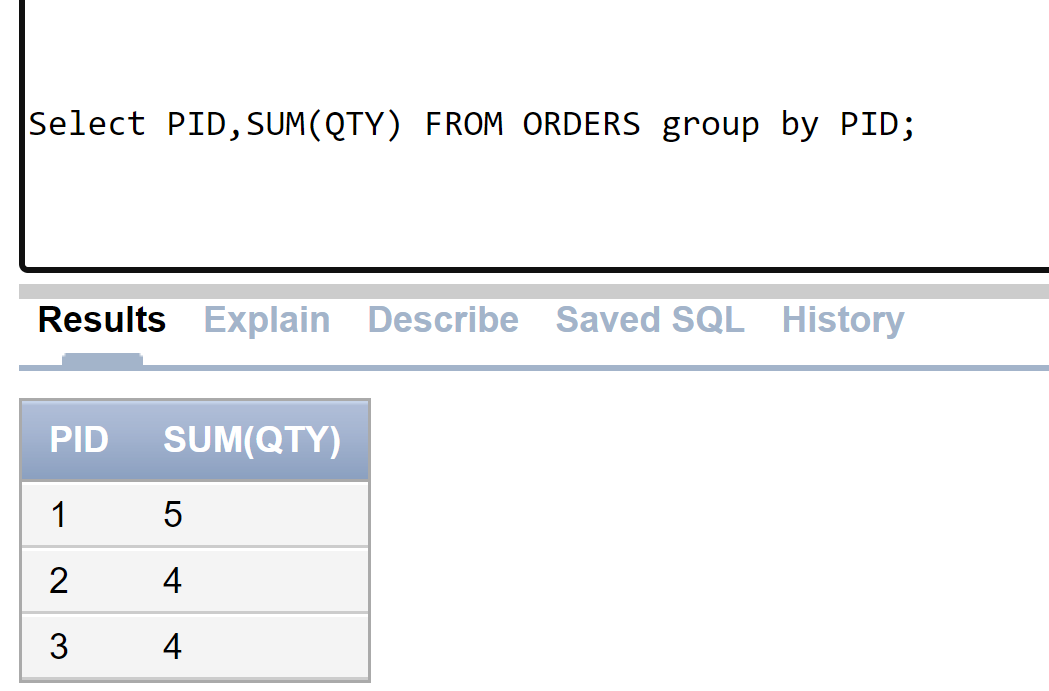 Select PID,SUM(QTY) FROM ORDERS group by PID;
Results Explain Describe Saved SQL History
PID SUM(QTY)
1 5
2 4
3 4